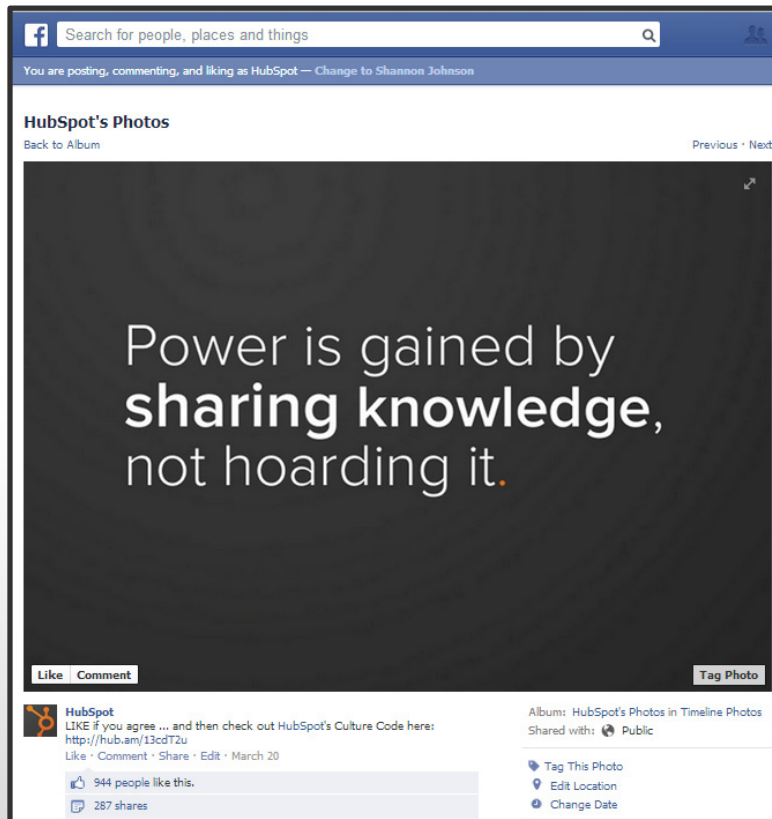 Search for people, places and things
You are posting, commenting, and liking as HubSpot — Change to Shannon Johnson
HubSpot's Photos
Back to Album
Previous · Next
Power is gained by
sharing knowledge,
not hoarding it.
Like Comment
Tag Photo
HubSpot
LIKE if you agree ... and then check out HubSpot's Culture Code here:
http://hub.am/13cdT2u
Like · Comment · Share · Edit · March 20
944 people like this.
287 shares
Album: HubSpot's Photos in Timeline Photos
Shared with: Public
Tag This Photo
Edit Location
Change Date